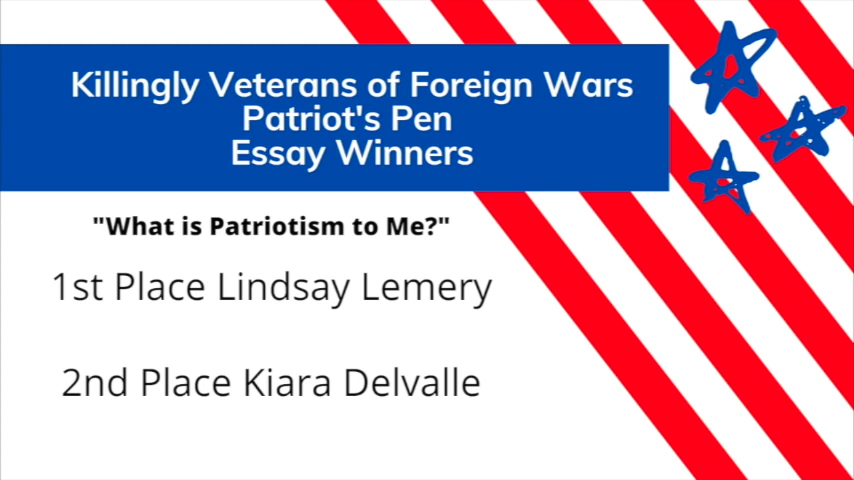 Killingly Veterans of Foreign Wars
Patriot's Pen
Essay Winners
"What is Patriotism to Me?"
1st Place Lindsay Lemery
2nd Place Kiara Delvalle